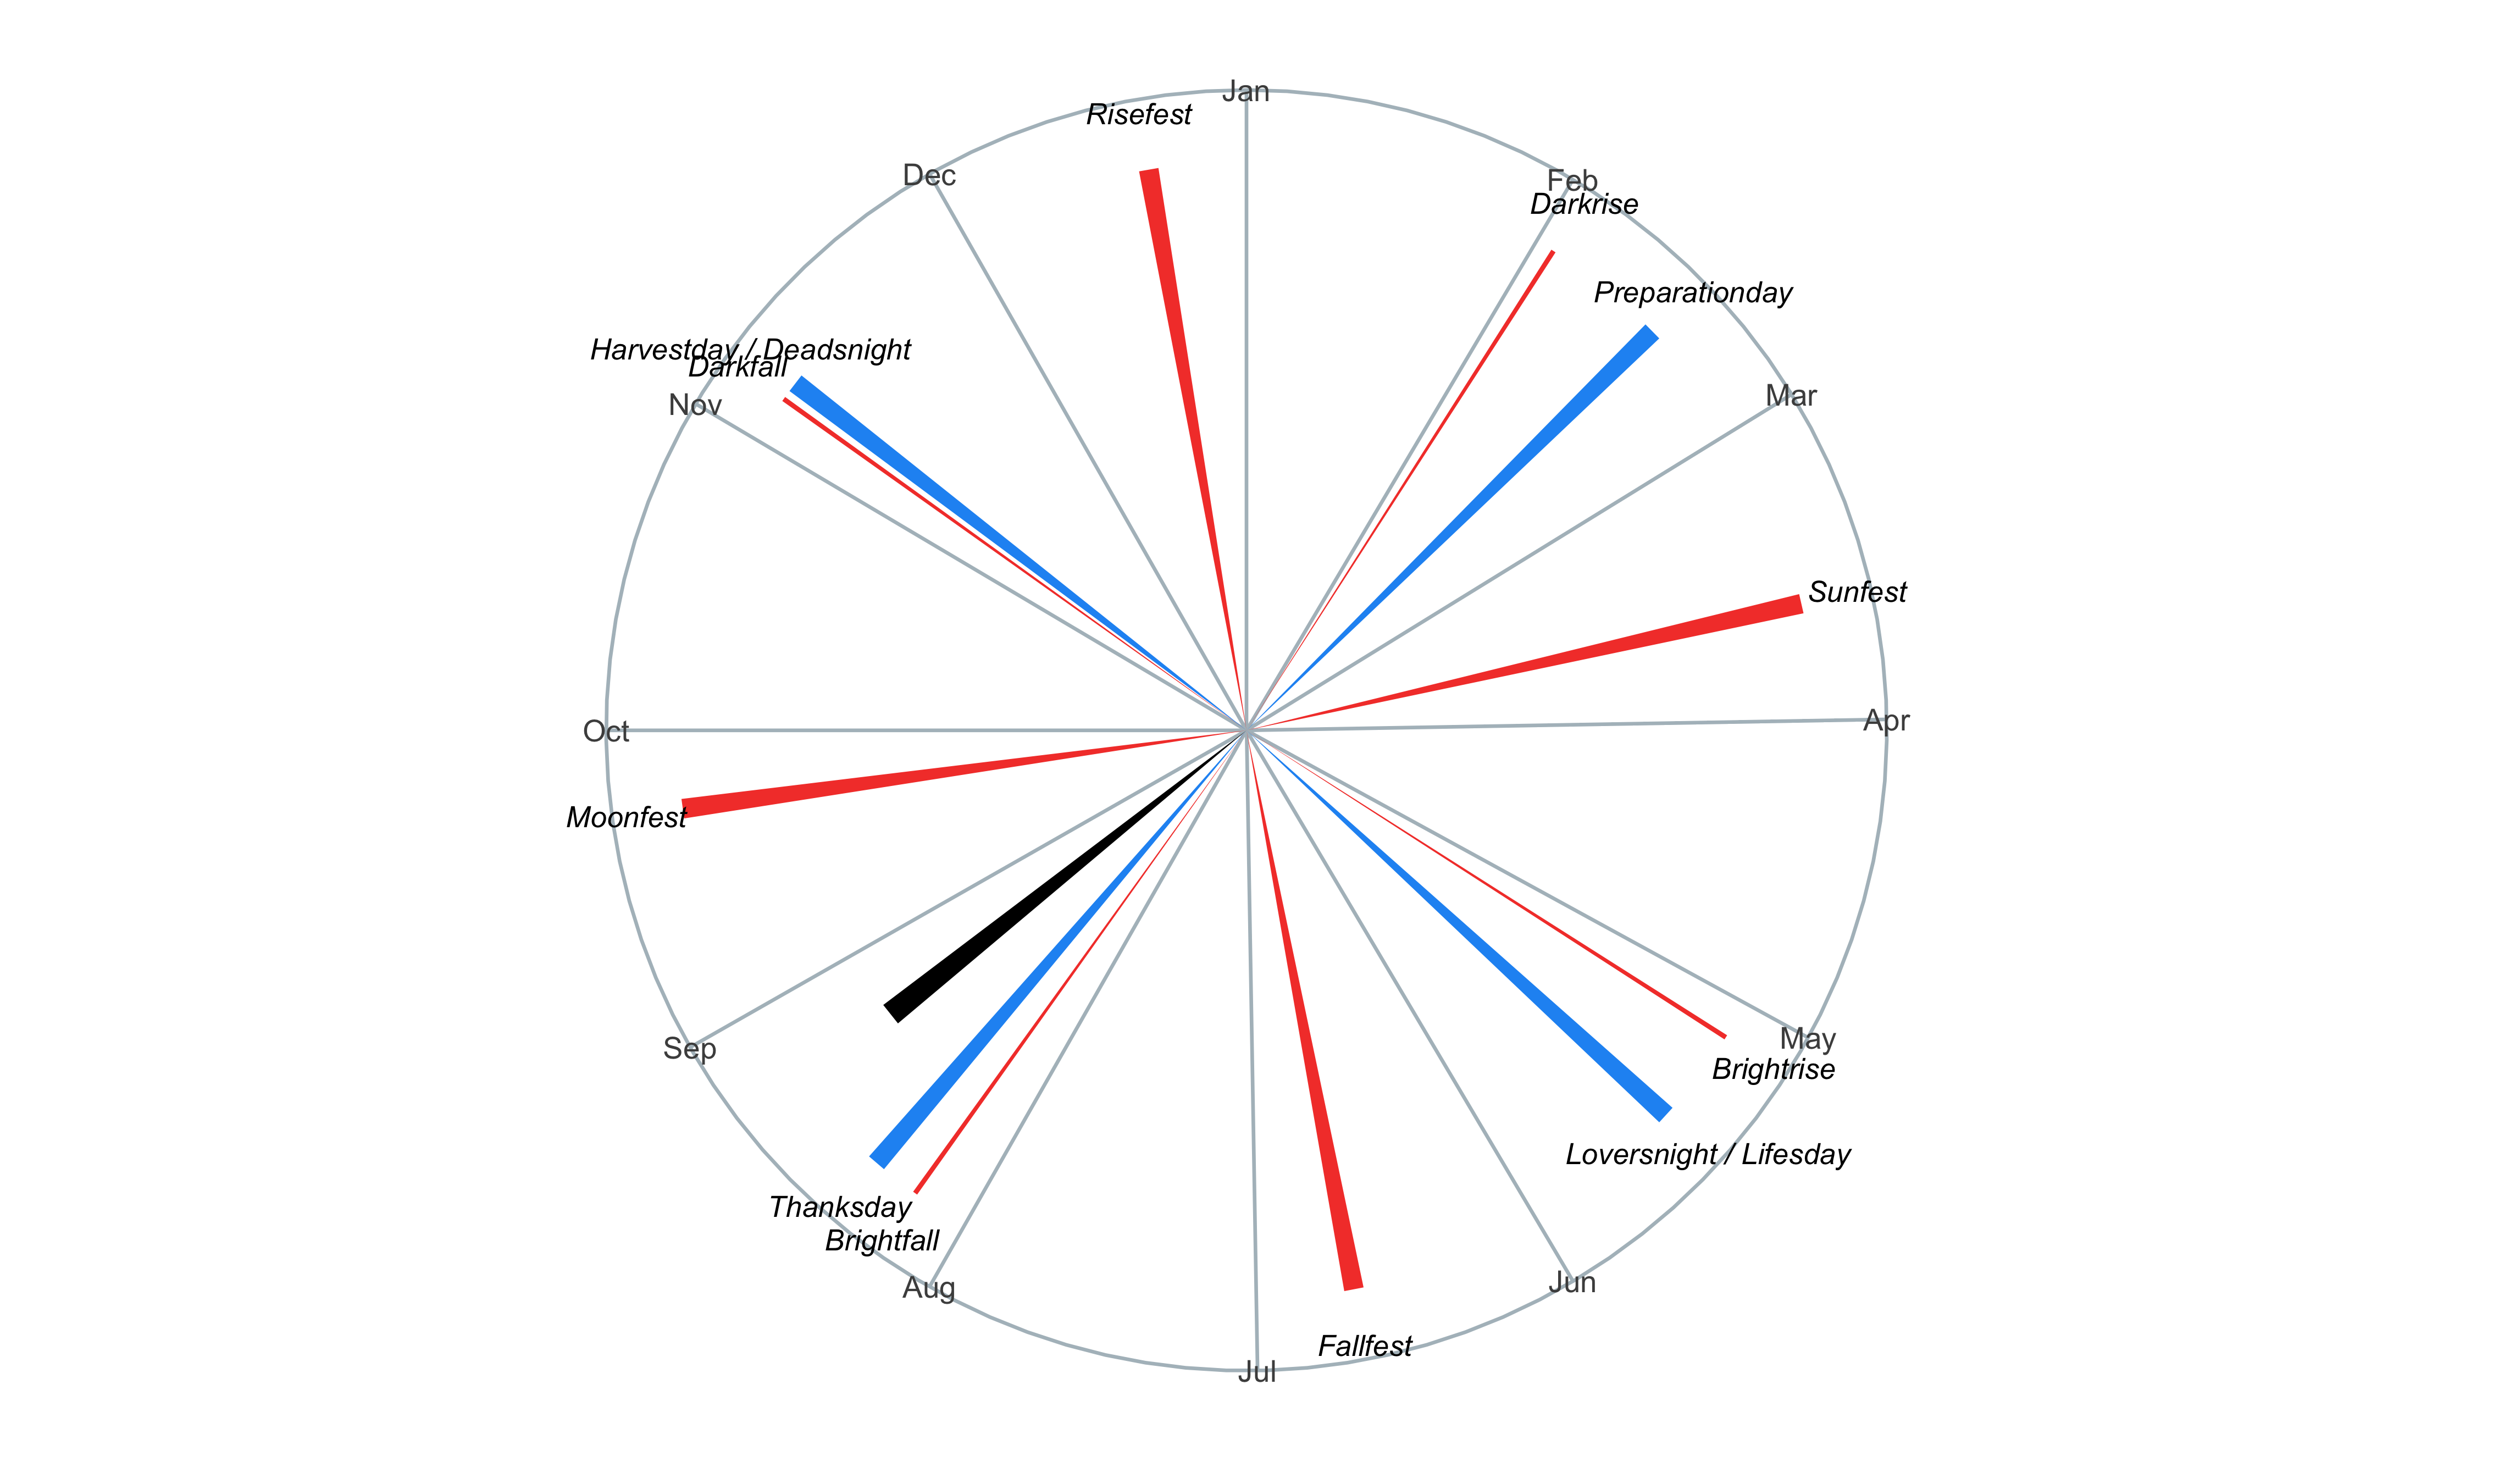 Jan
Risefest
Dec
Feb
Darkrise
Preparationday
Harvestday / Deadsnight
Darkfall
Nov
Mar
Sunfest
Apr
Oct
Moonfest
Sep
May
Brightrise
Loversnight / Lifesday
Thanksday
Brightfall
Aug
Jun
Fallfest
Jul